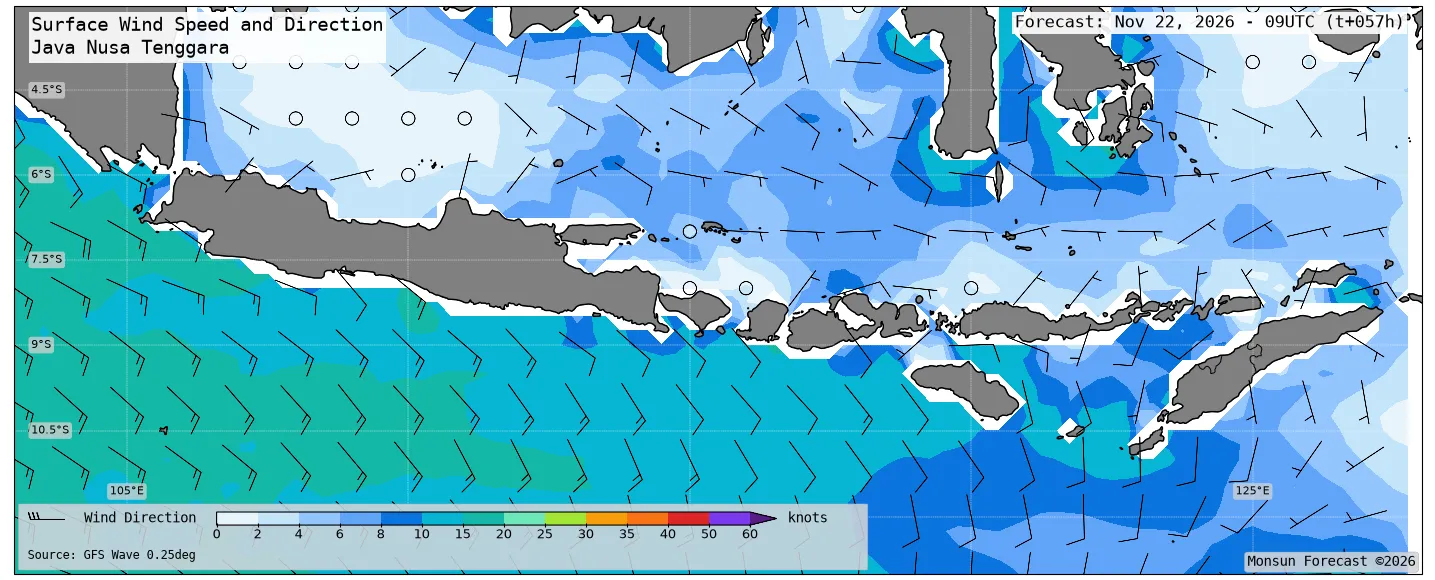 Surface Wind Speed and Direction
Java Nusa Tenggara
Forecast: Nov 22, 2026 - 09UTC (t+057h)
4.5°S
6°S
7.5°S
9°S
10.5°S
105°E
125°E
Wind Direction
0 2 4 6 8 10 15 20 25 30 35 40 50 60
knots
Source: GFS Wave 0.25deg
Monsun Forecast ©2026